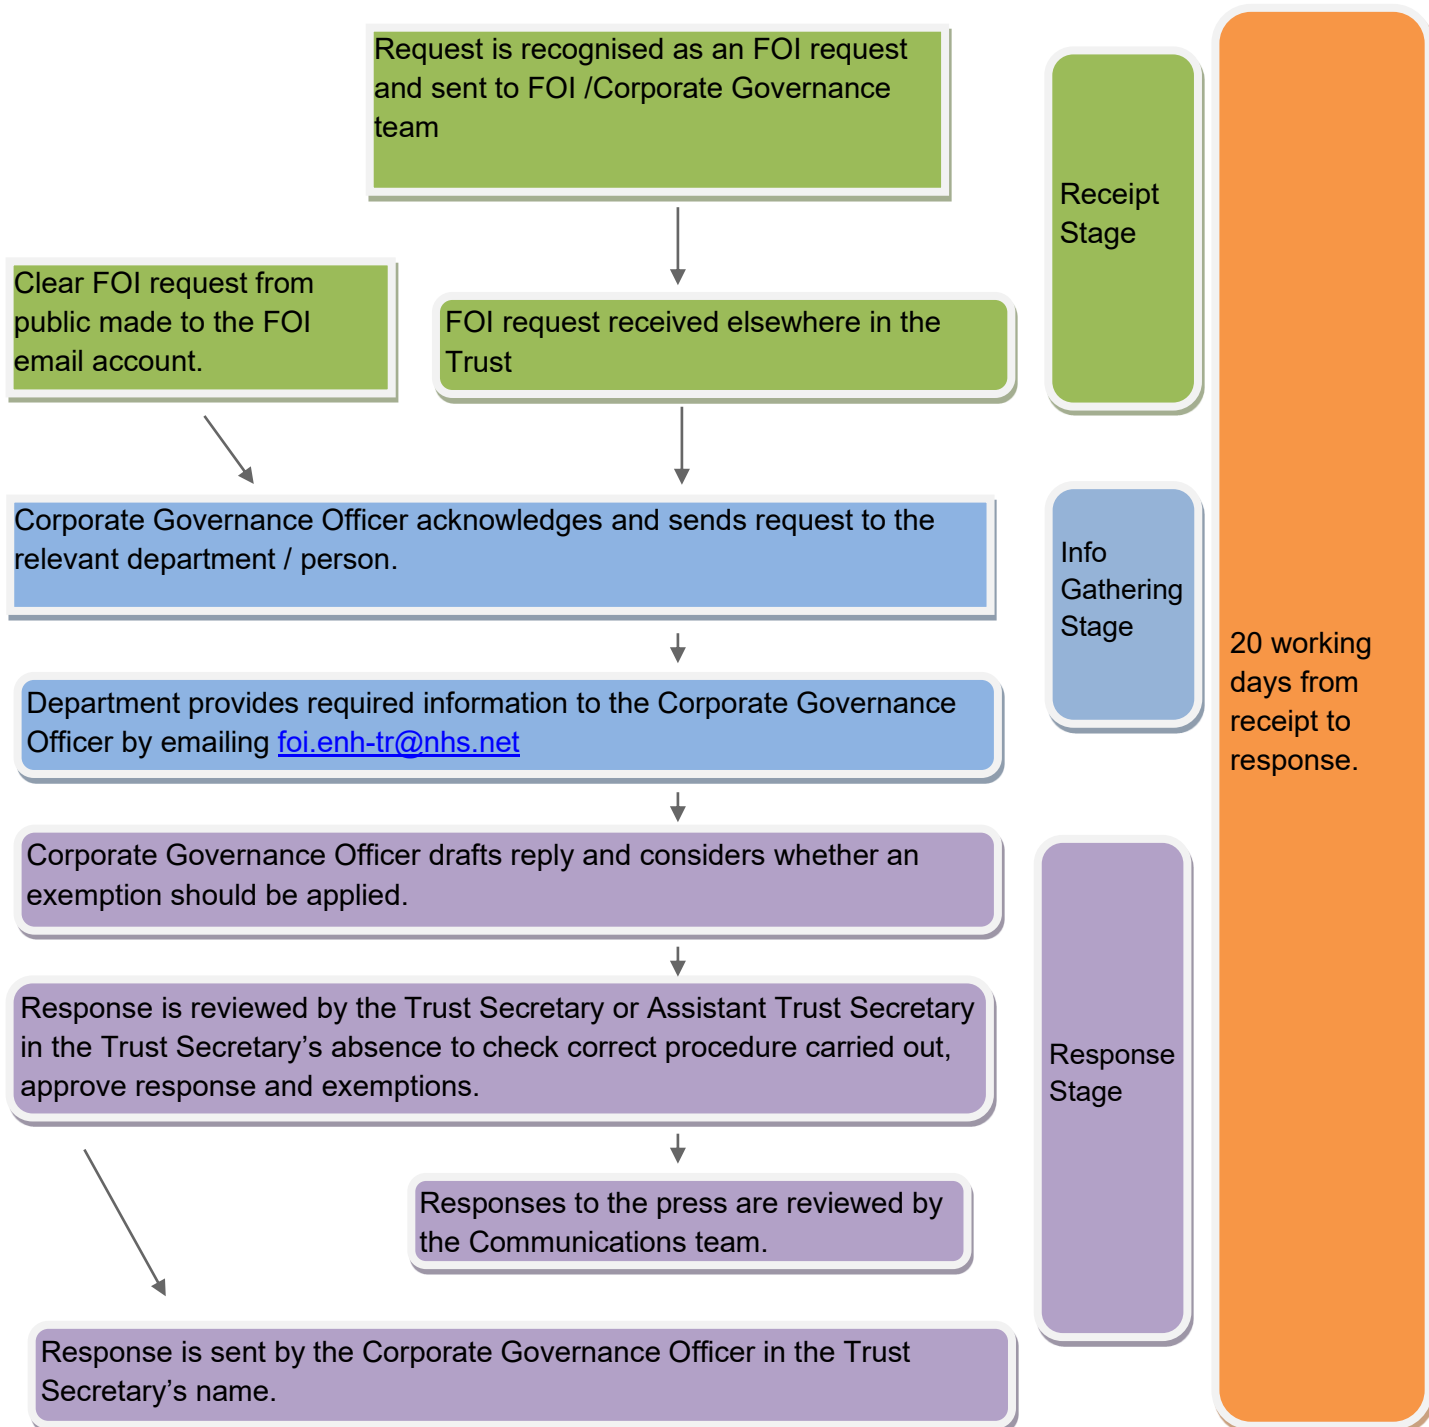 Request is recognised as an FOI request
and sent to FOI /Corporate Governance
team
Receipt
Stage
Clear FOI request from
public made to the FOI
email account.
FOI request received elsewhere in the
Trust
Corporate Governance Officer acknowledges and sends request to the
relevant department / person.
Info
Gathering
Stage
20 working
days from
receipt to
response.
Department provides required information to the Corporate Governance
Officer by emailing foi.enh-tr@nhs.net
Corporate Governance Officer drafts reply and considers whether an
exemption should be applied.
Response is reviewed by the Trust Secretary or Assistant Trust Secretary
in the Trust Secretary’s absence to check correct procedure carried out,
approve response and exemptions.
Response
Stage
Responses to the press are reviewed by
the Communications team.
Response is sent by the Corporate Governance Officer in the Trust
Secretary’s name.